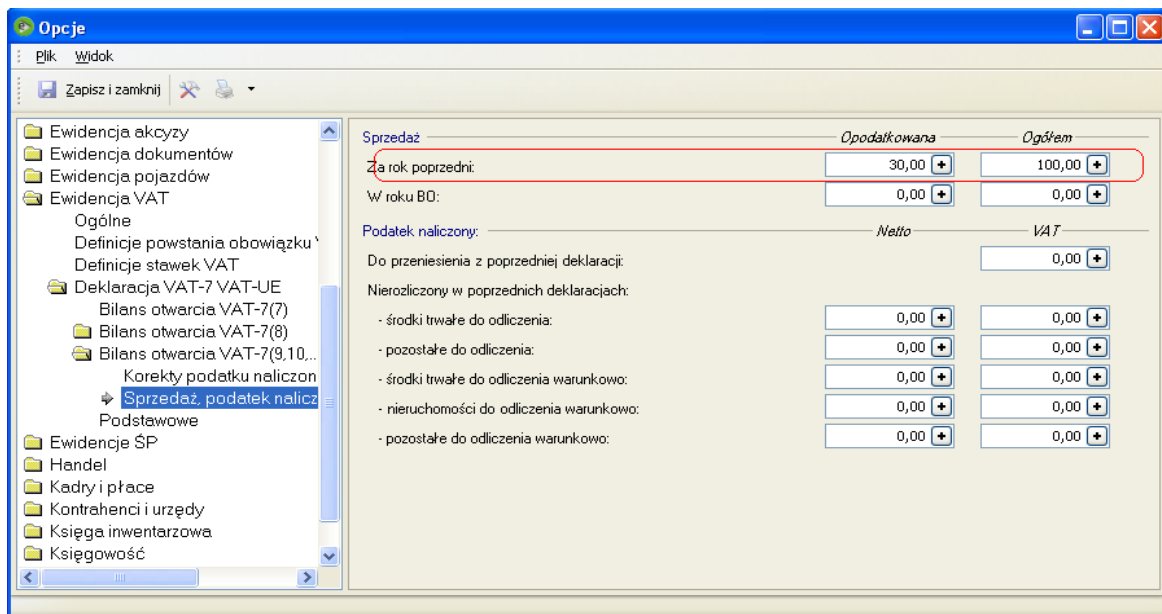 Opcje
Plik Widok
Zapisz i zamknij
Ewidencja akcyzy
Ewidencja dokumentów
Ewidencja pojazdów
Ewidencja VAT
Ogólne
Definicje powstania obowiązku
Definicje stawek VAT
Deklaracja VAT-7 VAT-UE
Bilans otwarcia VAT-7(7)
Bilans otwarcia VAT-7(8)
Bilans otwarcia VAT-7(9,10,...
Korekty podatku naliczon
Sprzedaż, podatek nalicz
Podstawowe
Ewidencje ŚP
Handel
Kadry i płace
Kontrahenci i urzędy
Księga inwentarzowa
Księgowość
Sprzedaż Opodatkowana Ogółem
Za rok poprzedni: 30,00 100,00
W roku BO: 0,00 0,00
Podatek naliczony: Netto VAT
Do przeniesienia z poprzedniej deklaracji: 0,00
Nierozliczony w poprzednich deklaracjach:
- środki trwałe do odliczenia: 0,00 0,00
- pozostałe do odliczenia: 0,00 0,00
- środki trwałe do odliczenia warunkowo: 0,00 0,00
- nieruchomości do odliczenia warunkowo: 0,00 0,00
- pozostałe do odliczenia warunkowo: 0,00 0,00